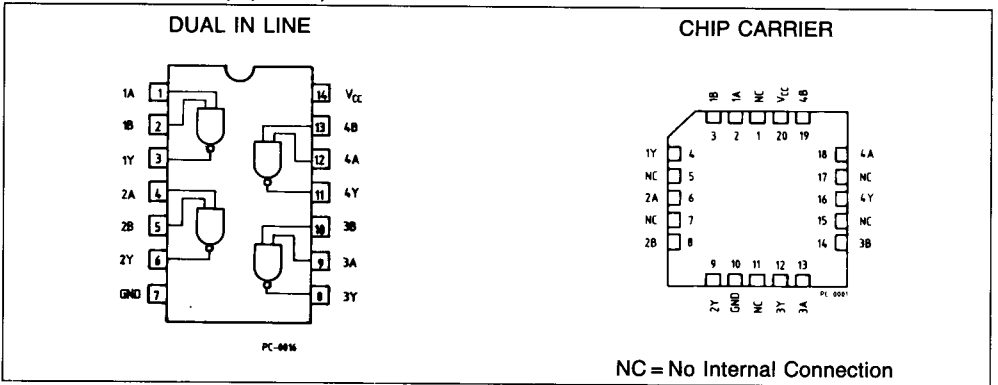 DUAL IN LINE
1A 1
1B 2
1Y 3
2A 4
2B 5
2Y 6
GND 7
14 VCC
13 4B
12 4A
11 4Y
10 3B
9 3A
8 3Y
PC-0016
CHIP CARRIER
1B 1A NC VCC 4B
3 2 1 20 19
1Y 4
NC 5
2A 6
NC 7
2B 8
18 4A
17 NC
16 4Y
15 NC
14 3B
9 10 11 12 13
2Y GND NC 3Y 3A
PC 0001
NC = No Internal Connection